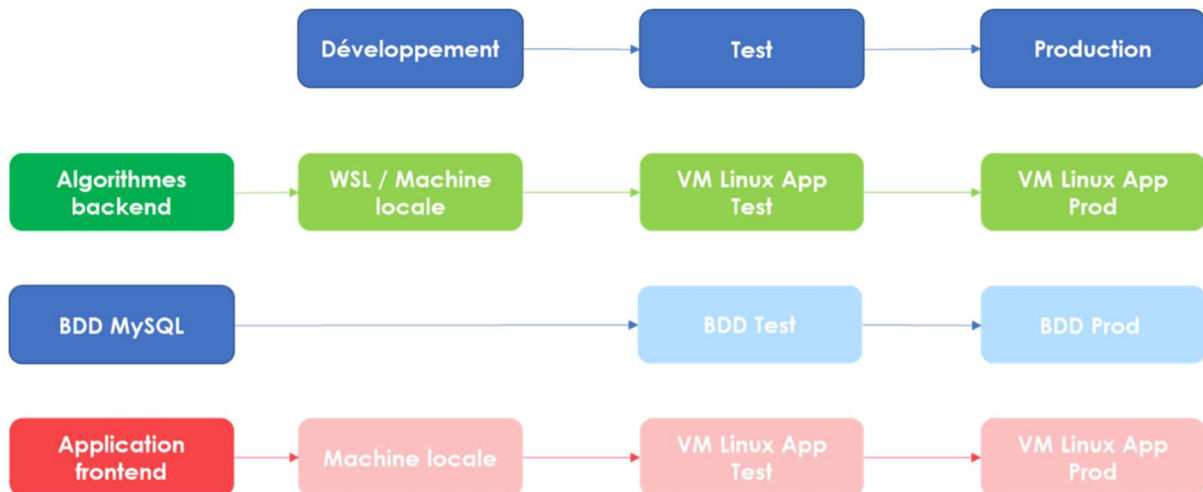 Développement
Test
Production
Algorithmes
backend
WSL / Machine
locale
VM Linux App
Test
VM Linux App
Prod
BDD MySQL
BDD Test
BDD Prod
Application
frontend
Machine locale
VM Linux App
Test
VM Linux App
Prod